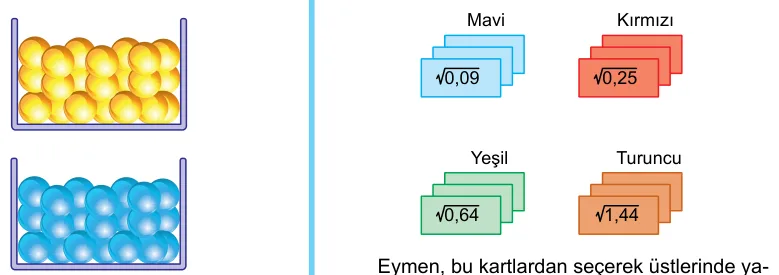 Mavi Kırmızı
√0,09 √0,25
Yeşil Turuncu
√0,64 √1,44
Eymen, bu kartlardan seçerek üstlerinde ya-